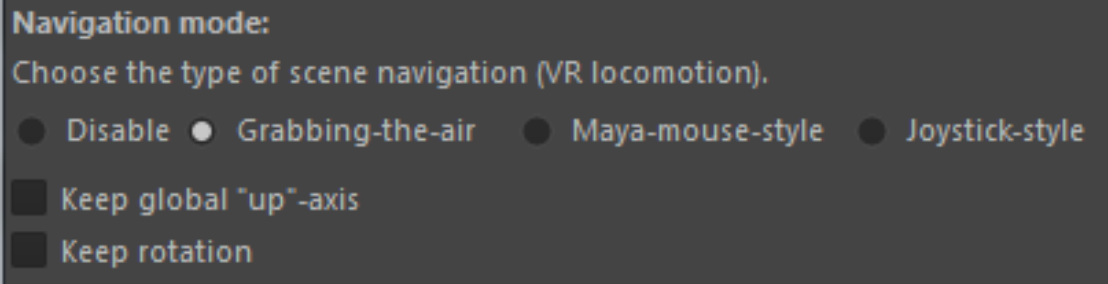 Navigation mode:
Choose the type of scene navigation (VR locomotion).
Disable Grabbing-the-air Maya-mouse-style Joystick-style
Keep global "up"-axis
Keep rotation